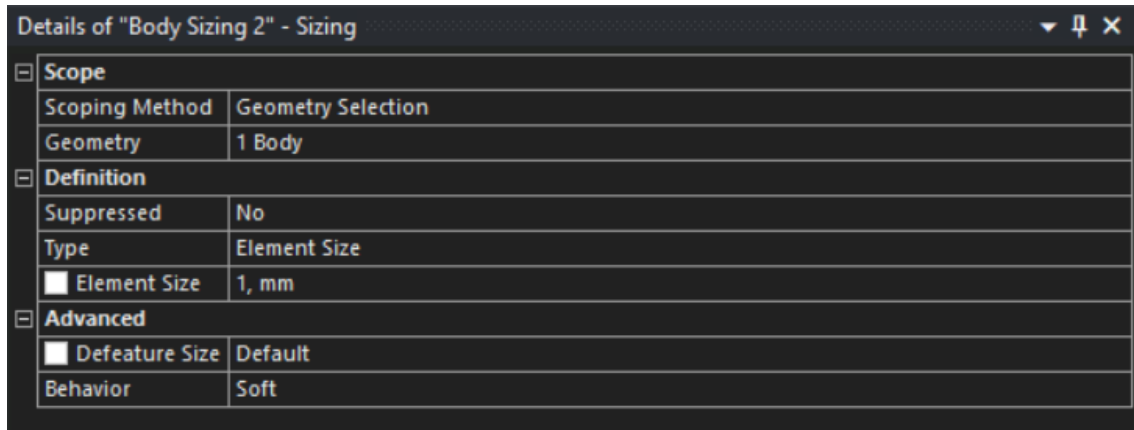 Details of "Body Sizing 2" - Sizing
Scope
Scoping Method Geometry Selection
Geometry 1 Body
Definition
Suppressed No
Type Element Size
Element Size 1, mm
Advanced
Defeature Size Default
Behavior Soft